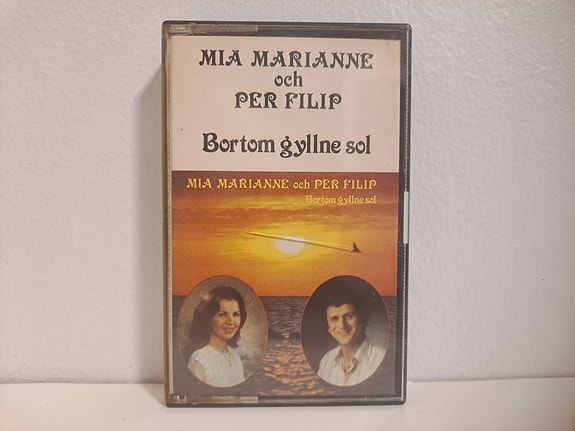 MIA MARIANNE
och
PER FILIP
Bortom gyllne sol
MIA MARIANNE och PER FILIP
Bortom gyllne sol